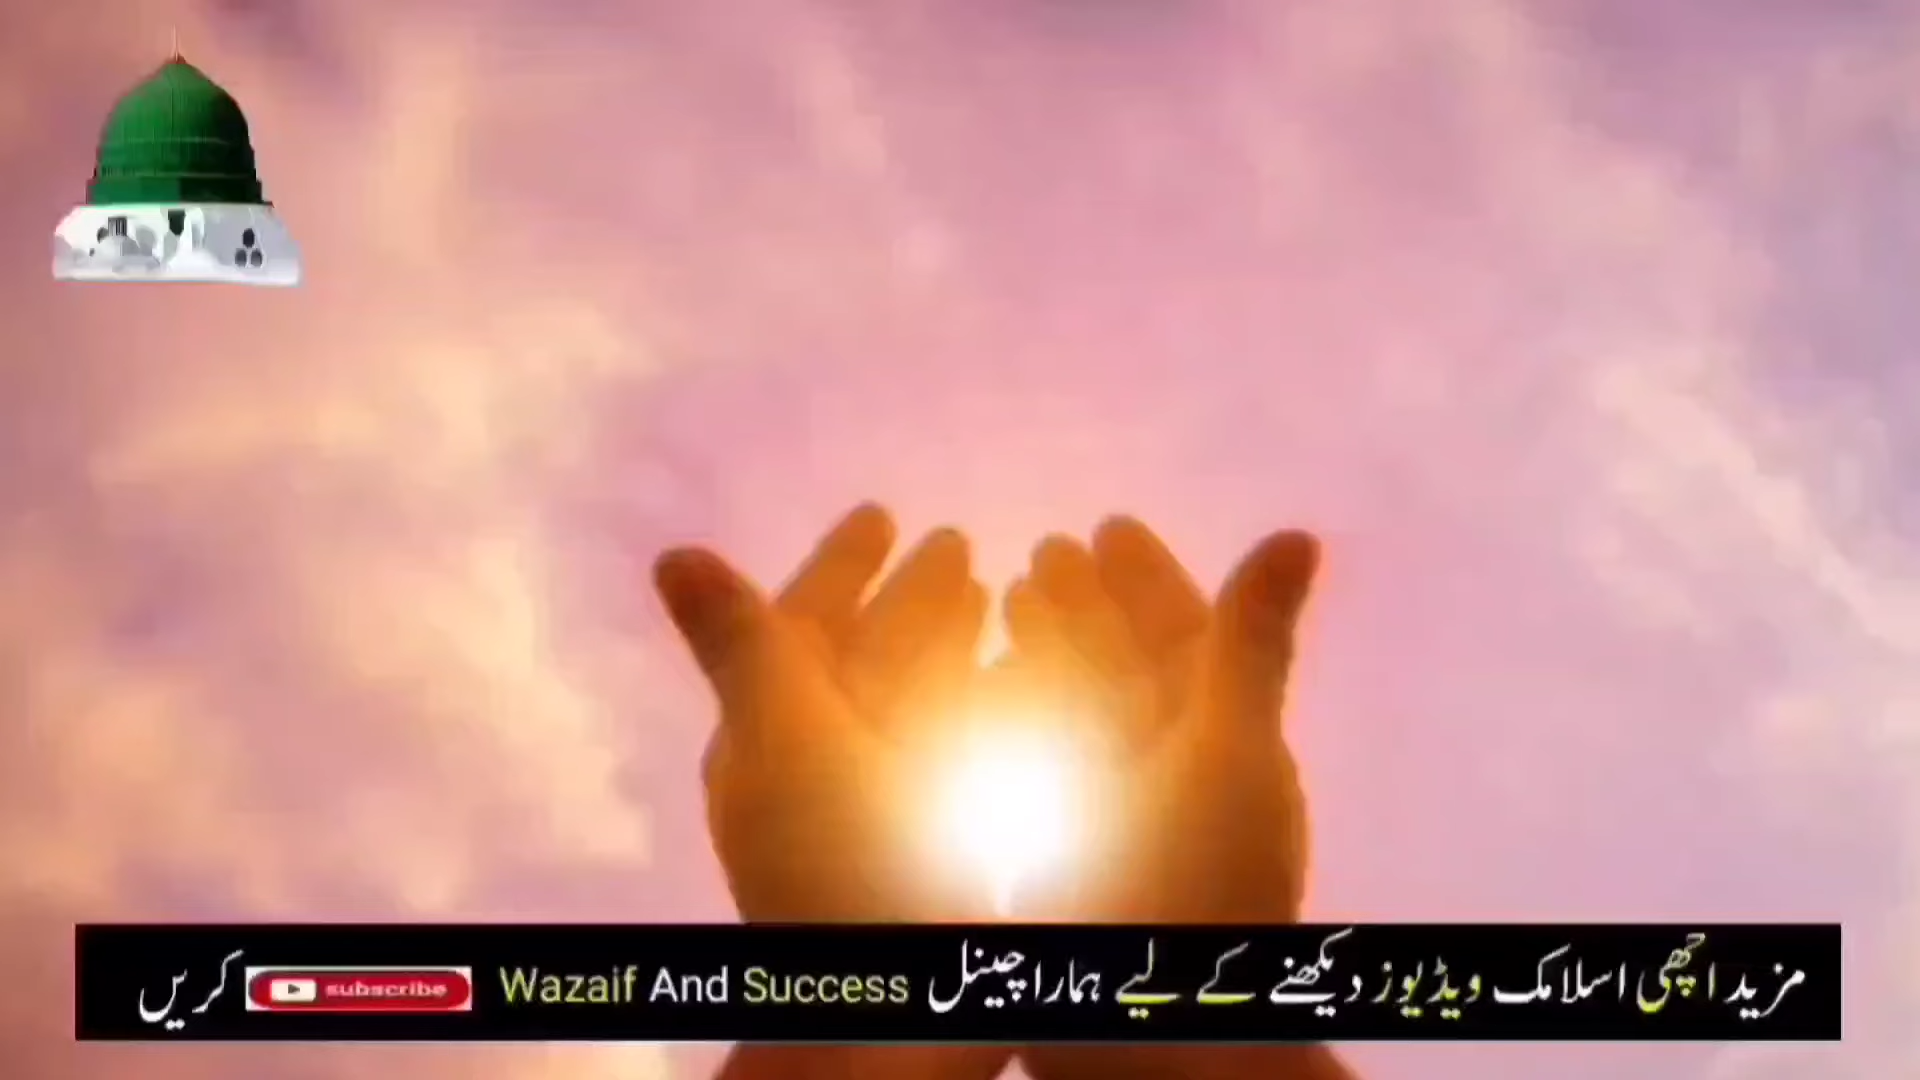 مزید اچھی اسلامک ویڈیوز دیکھنے کے لیے ہمارا چینل Wazaif And Success subscribe کریں